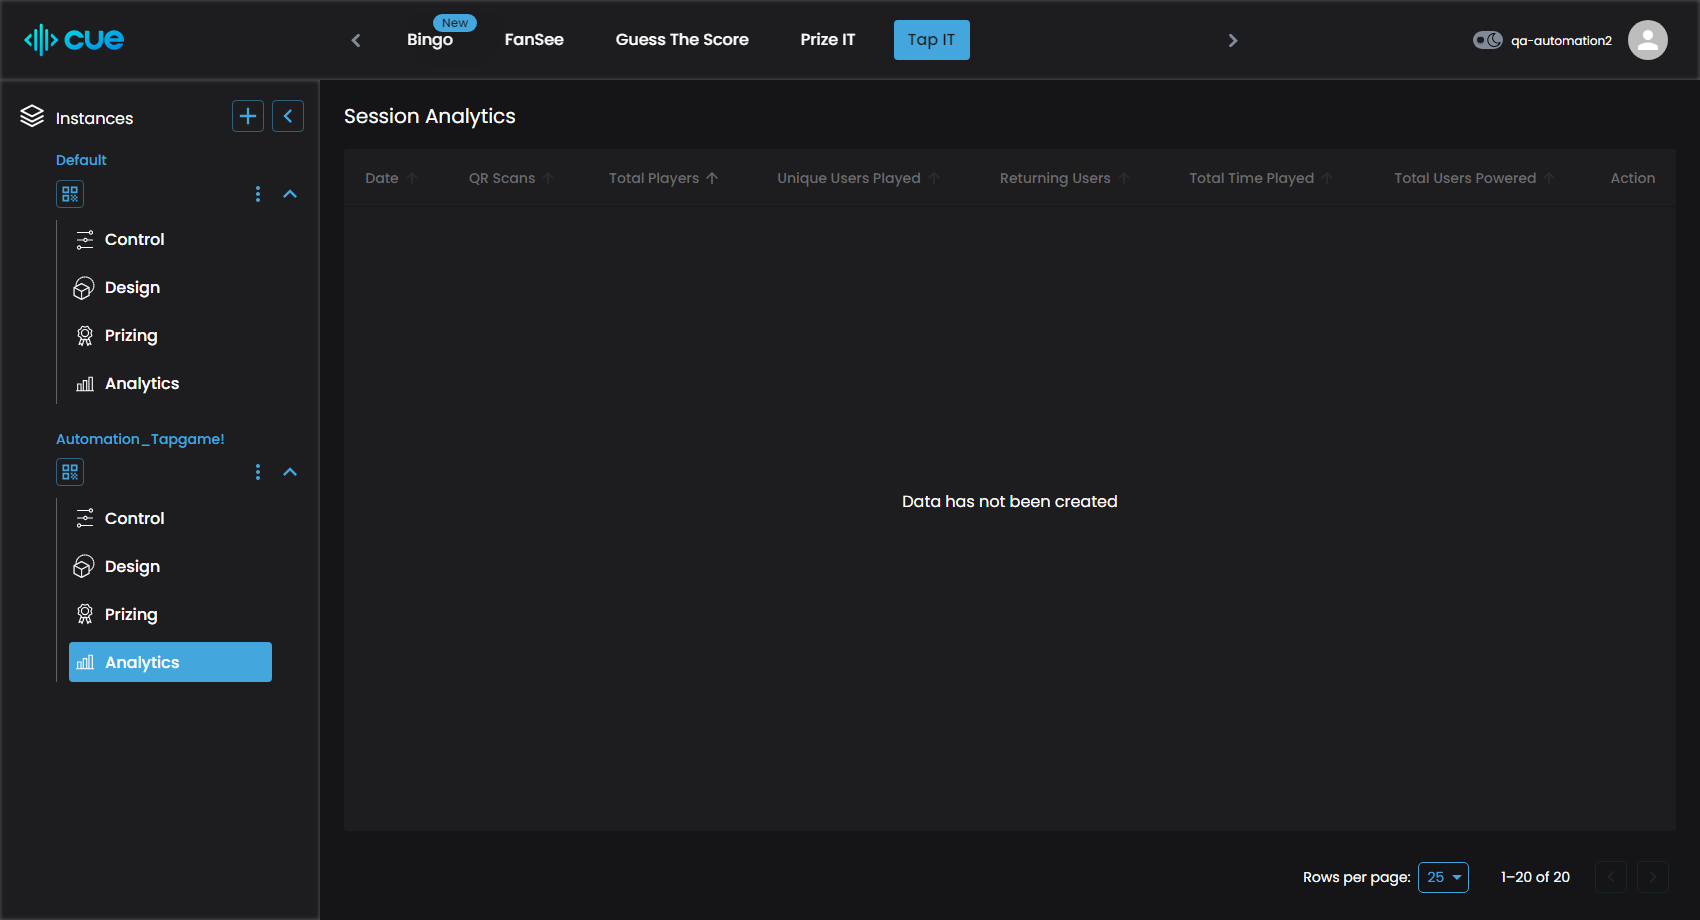 cue
Bingo
New
FanSee
Guess The Score
Prize IT
Tap IT
qa-automation2
Instances
Default
Control
Design
Prizing
Analytics
Automation_Tapgame!
Control
Design
Prizing
Analytics
Session Analytics
Date
QR Scans
Total Players
Unique Users Played
Returning Users
Total Time Played
Total Users Powered
Action
Data has not been created
Rows per page:
25
1–20 of 20